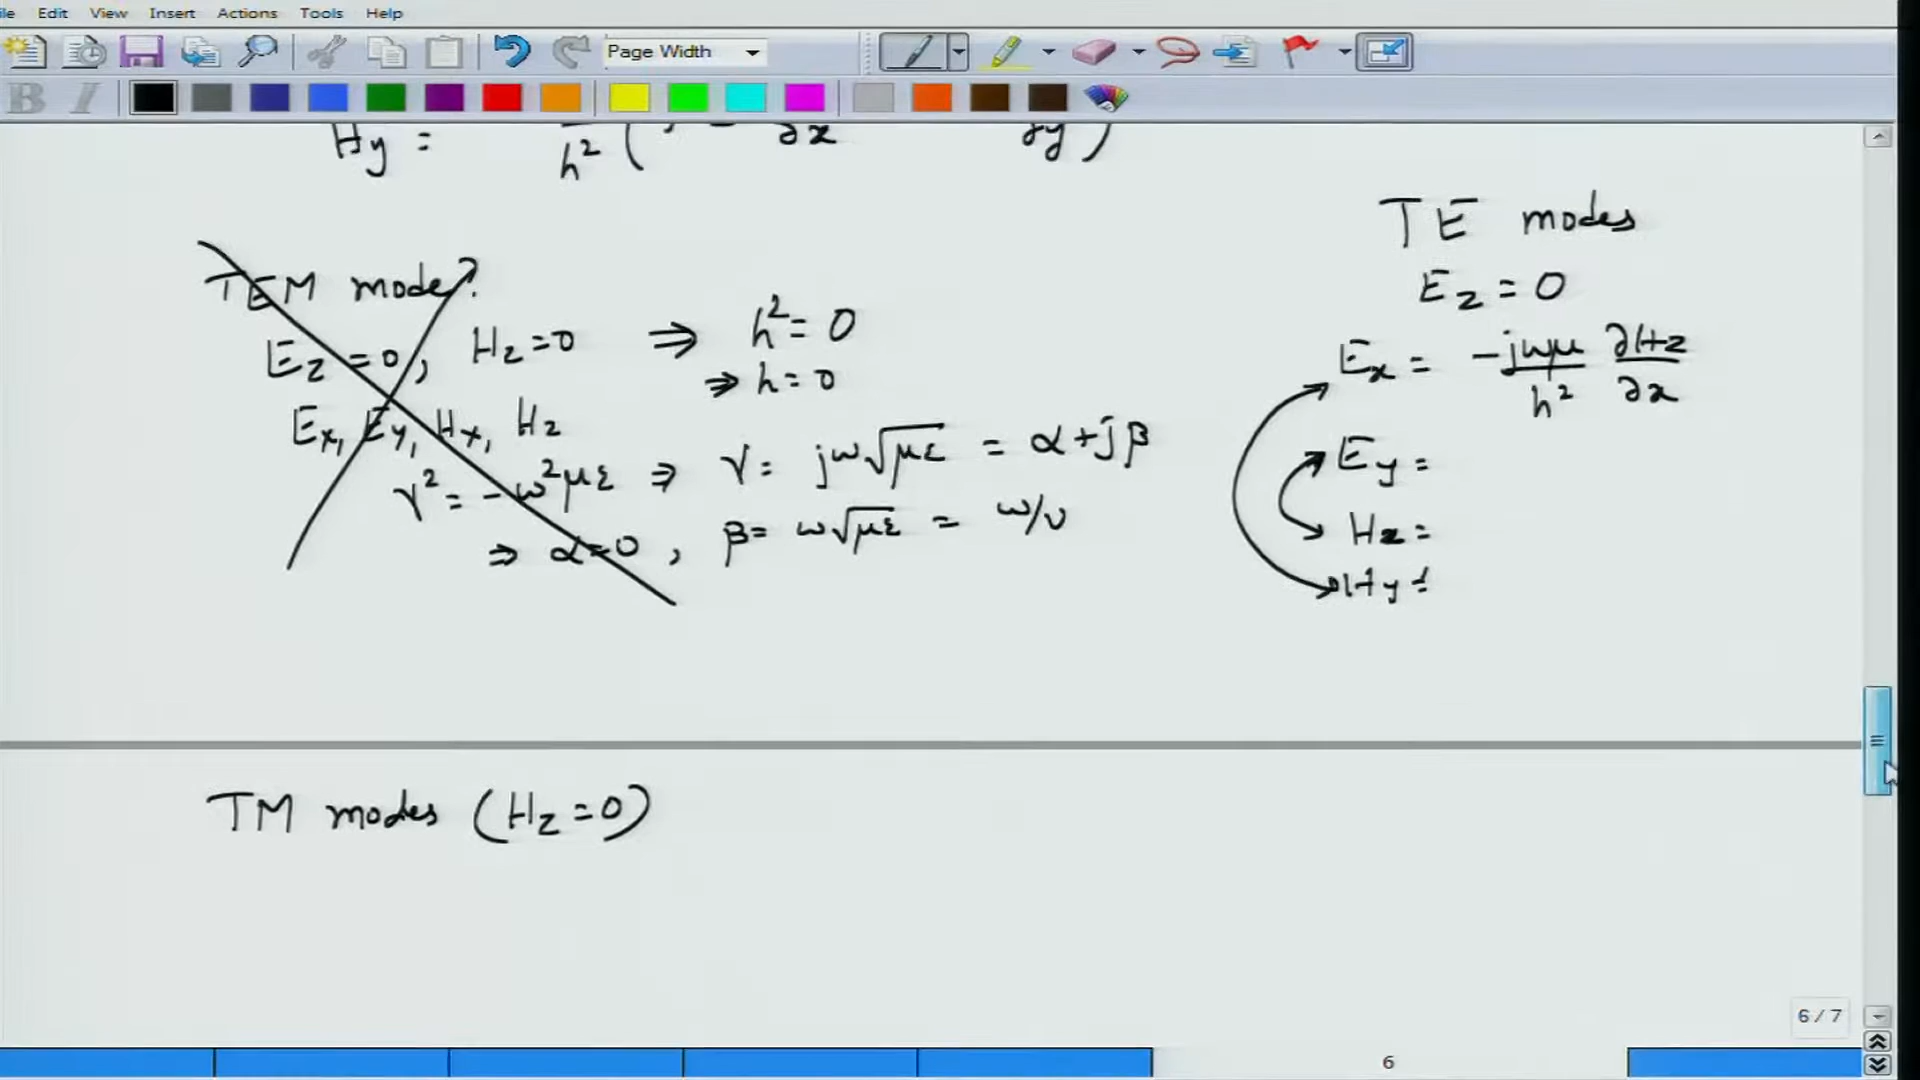 File Edit View Insert Actions Tools Help
Page Width
B I
Hy = h² ( ∂x ∂y )
TEM mode?
Ez = 0, Hz = 0 ⇒ h² = 0
⇒ h = 0
Ex, Ey, Hx, Hz
γ² = -ω²με ⇒ γ = jω√με = α + jβ
⇒ α = 0, β = ω√με = ω/υ
TE modes
Ez = 0
Ex = -jωμ/h² ∂Hz/∂x
Ey =
Hx =
Hy =
TM modes (Hz = 0)
6 / 7
6